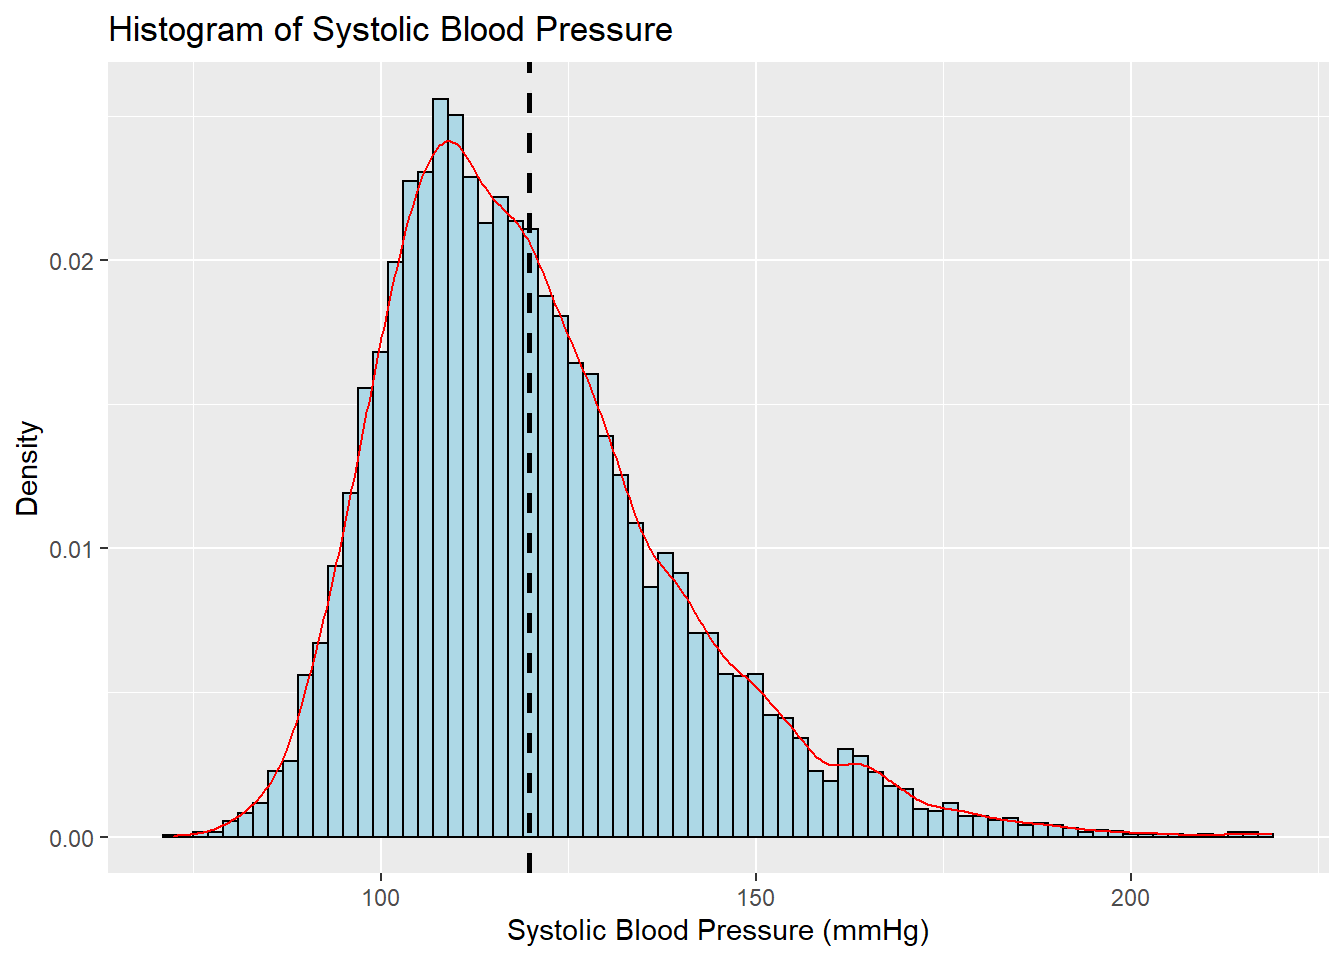 Histogram of Systolic Blood Pressure
Density
0.02
0.01
0.00
100 150 200
Systolic Blood Pressure (mmHg)